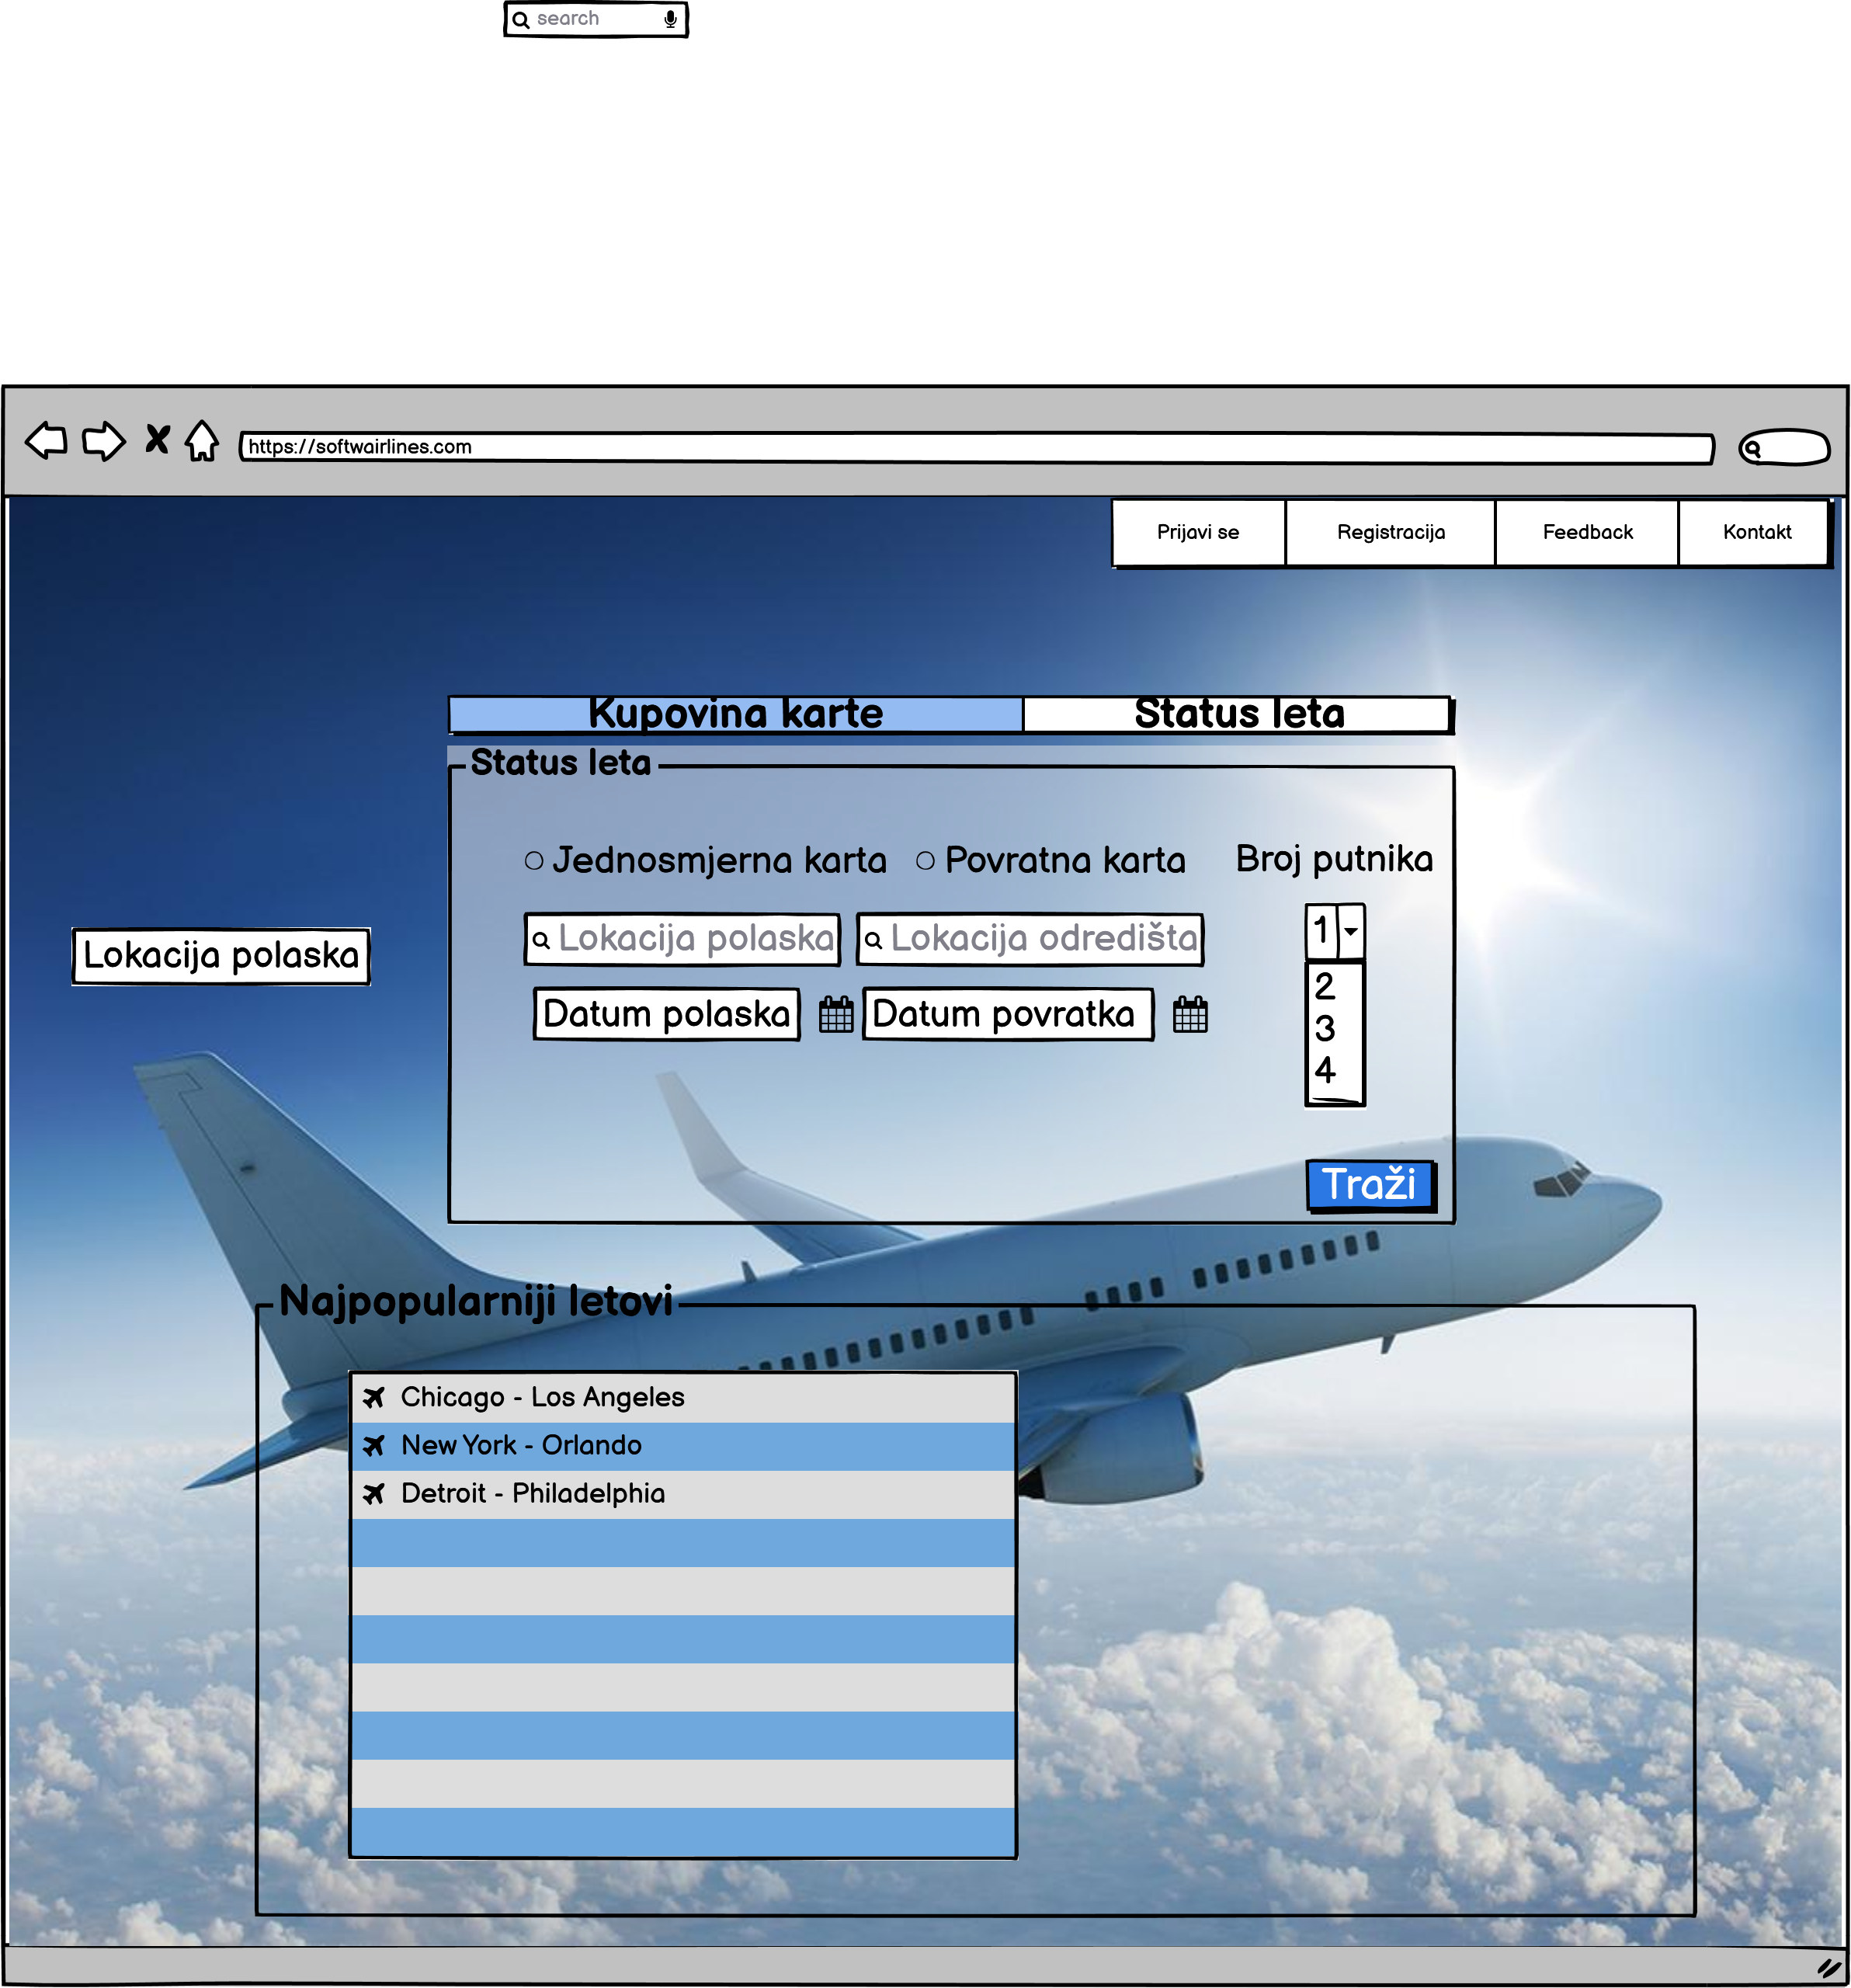 search
https://softwairlines.com
Prijavi se Registracija Feedback Kontakt
Kupovina karte Status leta
Status leta
Jednosmjerna karta Povratna karta Broj putnika
Lokacija polaska Lokacija odredišta 1
Lokacija polaska
2
Datum polaska Datum povratka
3
4
Traži
Najpopularniji letovi
Chicago - Los Angeles
New York - Orlando
Detroit - Philadelphia